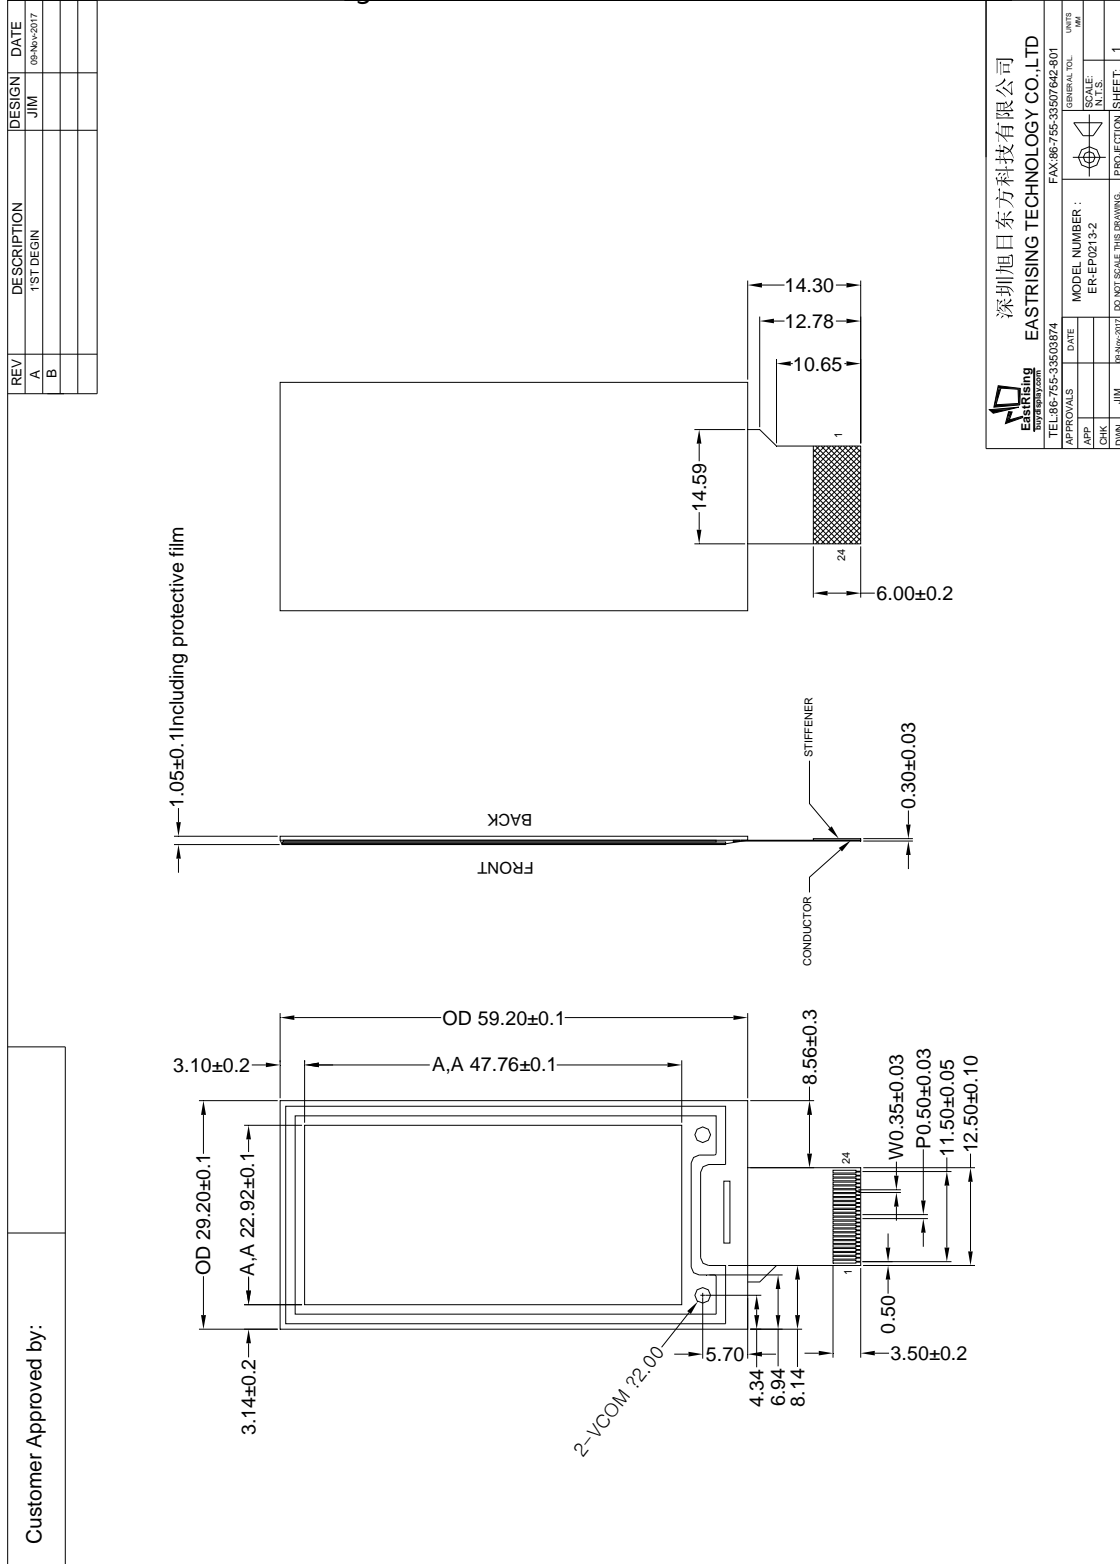 Customer Approved by:
REV DESCRIPTION DESIGN DATE
A 1'ST DEGIN JIM 09-Nov-2017
B
1.05±0.1Including protective film
14.30
12.78
10.65
14.59
1
24
6.00±0.2
BACK
FRONT
STIFFENER
CONDUCTOR
0.30±0.03
OD 59.20±0.1
3.10±0.2
A,A 47.76±0.1
OD 29.20±0.1
A,A 22.92±0.1
3.14±0.2
8.56±0.3
W0.35±0.03
P0.50±0.03
11.50±0.05
12.50±0.10
24
1
0.50
3.50±0.2
2-VCOM ?2.00
5.70
4.34
6.94
8.14
深圳旭日东方科技有限公司
EastRising
buydisplay.com
EASTRISING TECHNOLOGY CO.,LTD
TEL:86-755-33503874 FAX:86-755-33507642-801
APPROVALS DATE
APP
CHK
DWN JIM 09-Nov-2017
MODEL NUMBER :
ER-EP0213-2
GENERAL TOL. UNITS
MM
SCALE:
N.T.S.
DO NOT SCALE THIS DRAWING. PROJECTION SHEET: 1